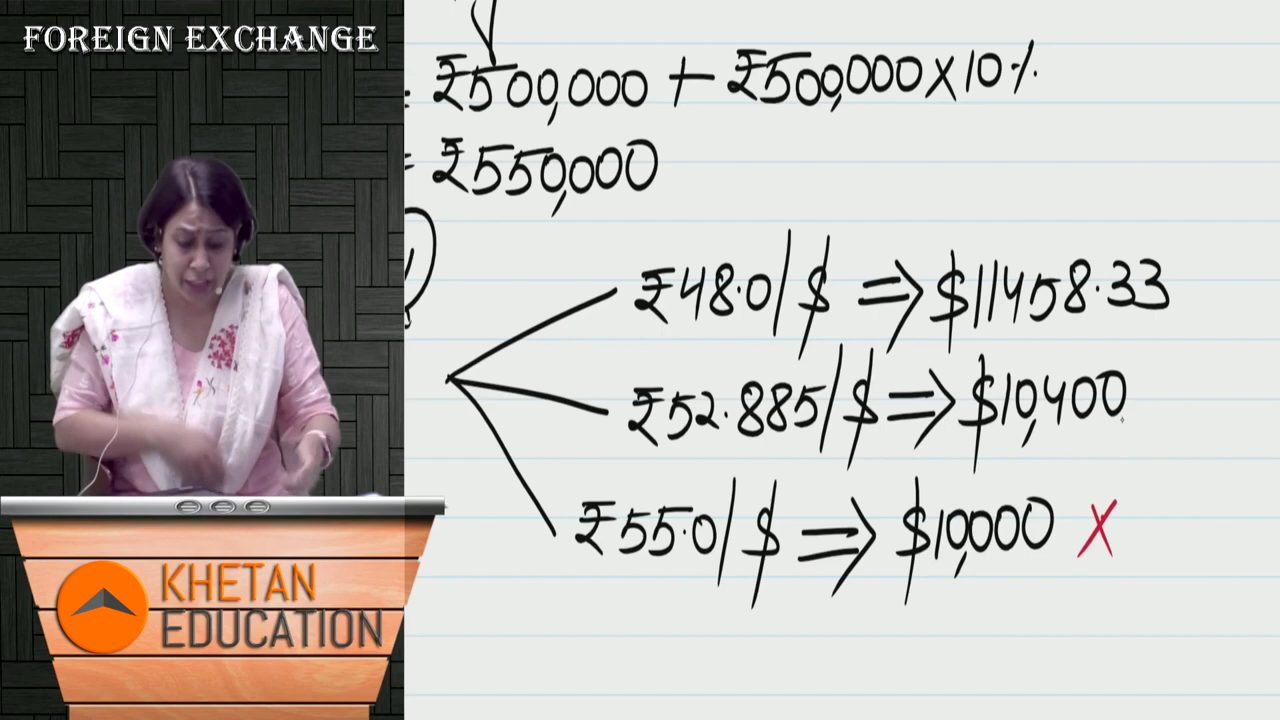 FOREIGN EXCHANGE
= ₹500,000 + ₹500,000 × 10%
= ₹550,000
₹48.0/$ ⇒ $11458.33
₹52.885/$ ⇒ $10,400
₹55.0/$ ⇒ $10,000 ×
KHETAN
EDUCATION